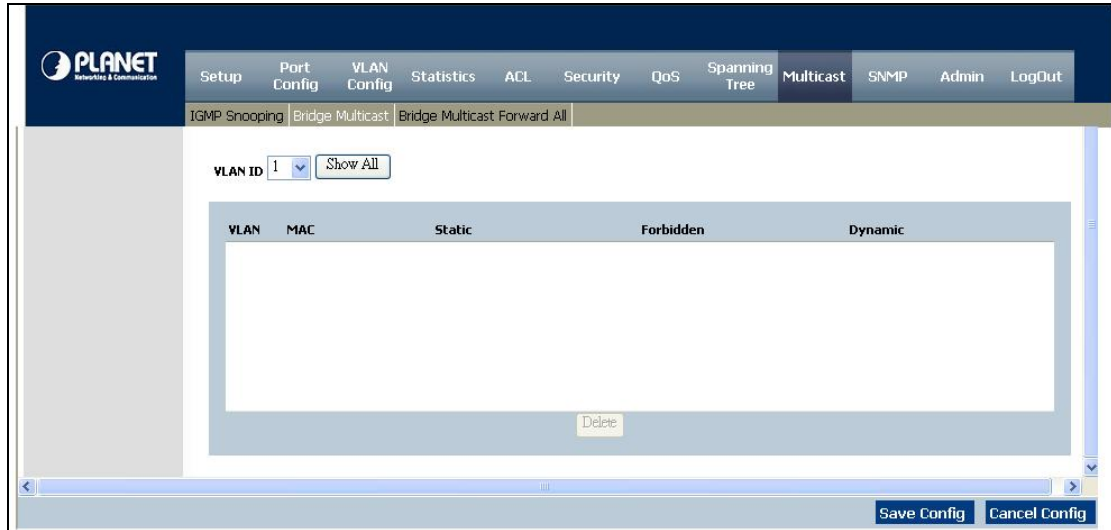 PLANET
Networking & Communication
Setup Port Config VLAN Config Statistics ACL Security QoS Spanning Tree Multicast SNMP Admin LogOut
IGMP Snooping Bridge Multicast Bridge Multicast Forward All
VLAN ID 1 Show All
VLAN MAC Static Forbidden Dynamic
Delete
Save Config Cancel Config